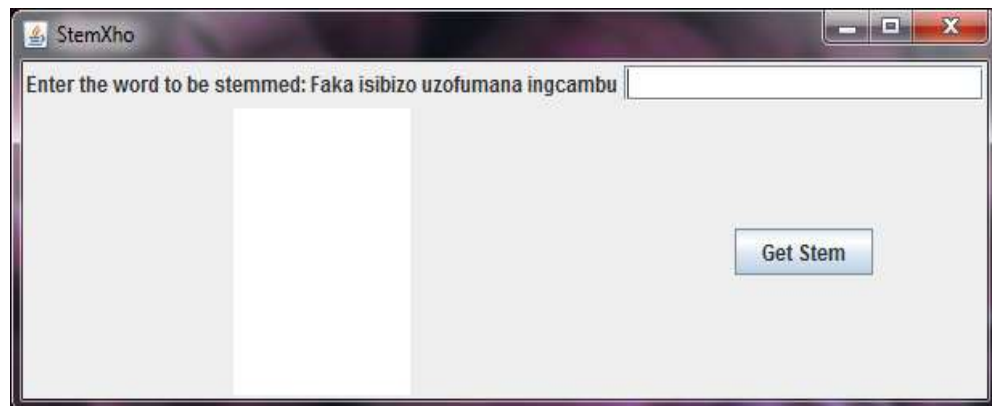 StemXho
Enter the word to be stemmed: Faka isibizo uzofumana ingcambu
Get Stem